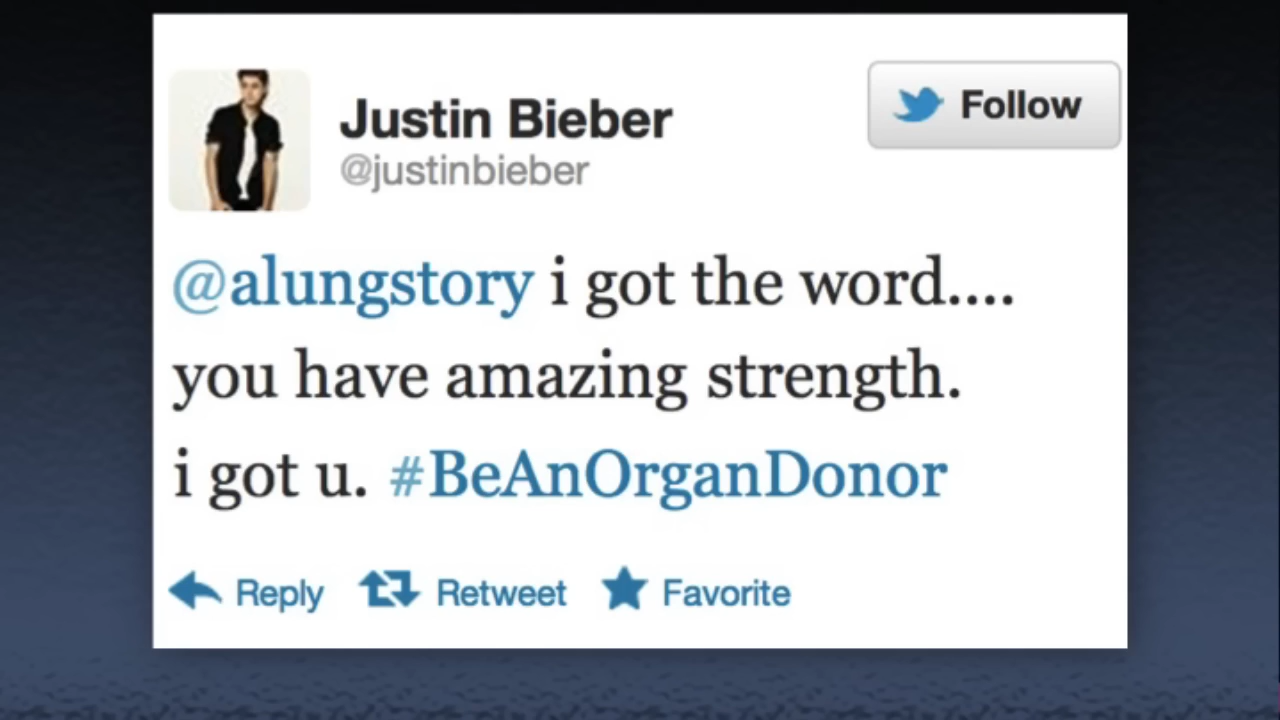 Justin Bieber
@justinbieber
Follow
@alungstory i got the word....
you have amazing strength.
i got u. #BeAnOrganDonor
Reply Retweet Favorite